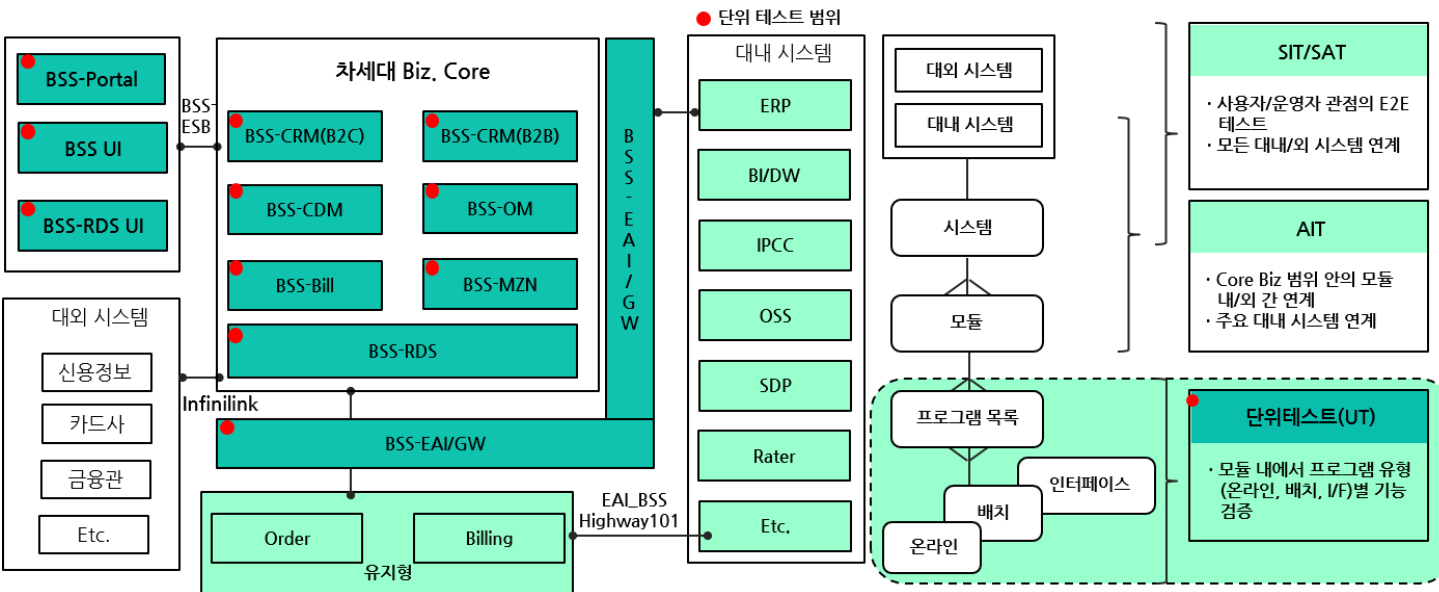 단위 테스트 범위
BSS-Portal
BSS UI
BSS-RDS UI
BSS-
ESB
차세대 Biz. Core
BSS-CRM(B2C)
BSS-CRM(B2B)
BSS-CDM
BSS-OM
BSS-Bill
BSS-MZN
BSS-RDS
BSS-EAI/GW
BSS-EAI/GW
대외 시스템
신용정보
카드사
금융관
Etc.
Infinilink
Order
Billing
유지형
EAI_BSS
Highway101
대내 시스템
ERP
BI/DW
IPCC
OSS
SDP
Rater
Etc.
대외 시스템
대내 시스템
시스템
모듈
프로그램 목록
인터페이스
배치
온라인
SIT/SAT
· 사용자/운영자 관점의 E2E
테스트
· 모든 대내/외 시스템 연계
AIT
· Core Biz 범위 안의 모듈
내/외 간 연계
· 주요 대내 시스템 연계
단위테스트(UT)
· 모듈 내에서 프로그램 유형
(온라인, 배치, I/F)별 기능
검증